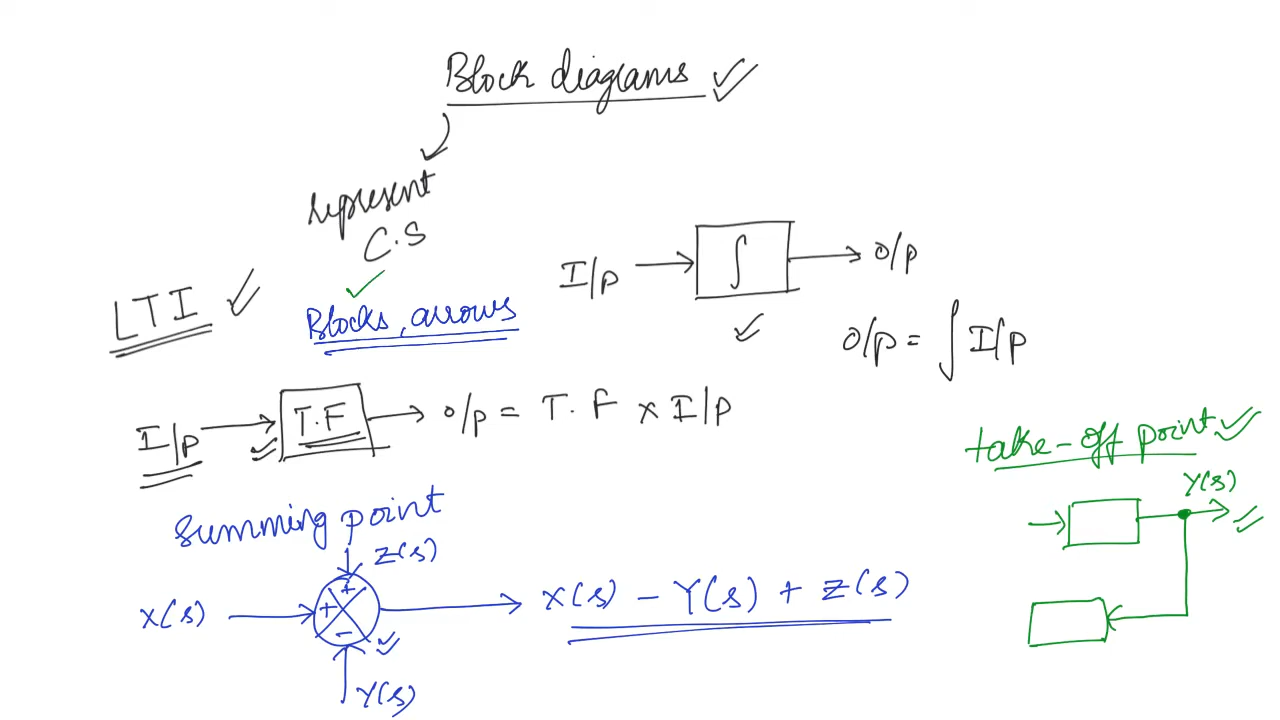 Block diagrams
represent
C.S
LTI
Blocks, arrows
I/p
∫
o/p
o/p = ∫ I/p
I/p
T.F
o/p = T.F x I/p
take-off point
Y(s)
Summing point
Z(s)
X(s)
+
+
-
X(s) - Y(s) + Z(s)
Y(s)